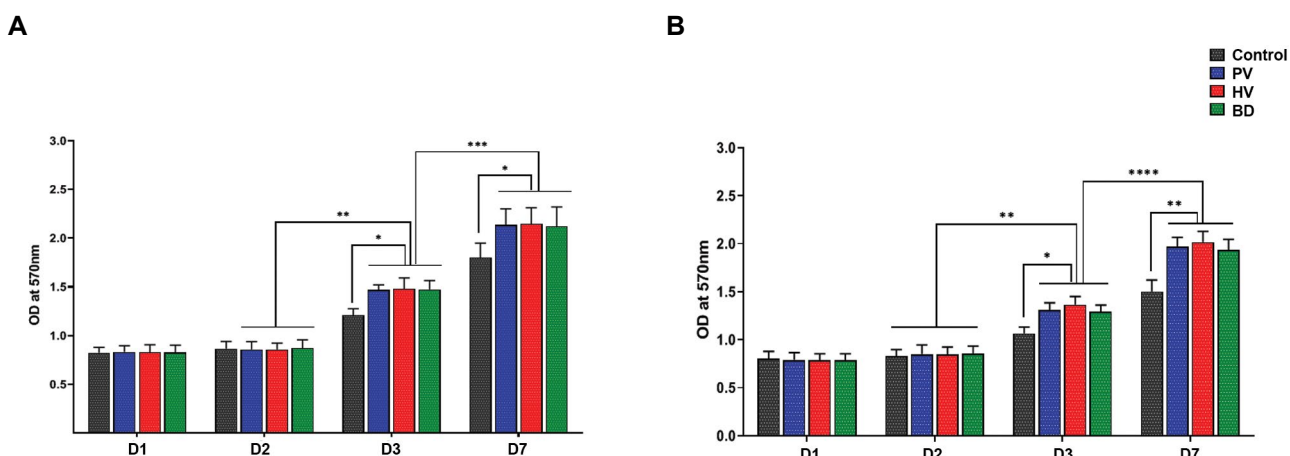 A
OD at 570nm
3.0
2.5
2.0
1.5
1.0
0.5
**
*
***
*
D1
D2
D3
D7
B
Control
PV
HV
BD
OD at 570nm
3.0
2.5
2.0
1.5
1.0
0.5
0.0
**
*
****
**
D1
D2
D3
D7